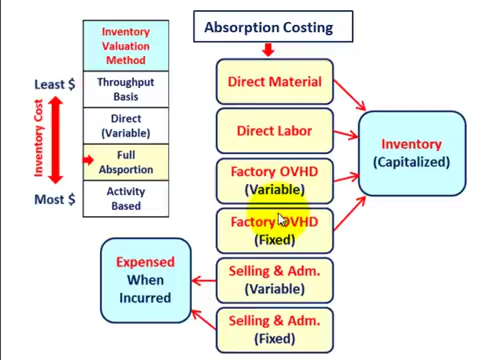 Absorption Costing
Inventory
Valuation
Method
Throughput
Basis
Direct
(Variable)
Full
Absportion
Activity
Based
Least $
Inventory Cost
Most $
Direct Material
Direct Labor
Factory OVHD
(Variable)
Factory OVHD
(Fixed)
Selling & Adm.
(Variable)
Selling & Adm.
(Fixed)
Inventory
(Capitalized)
Expensed
When
Incurred